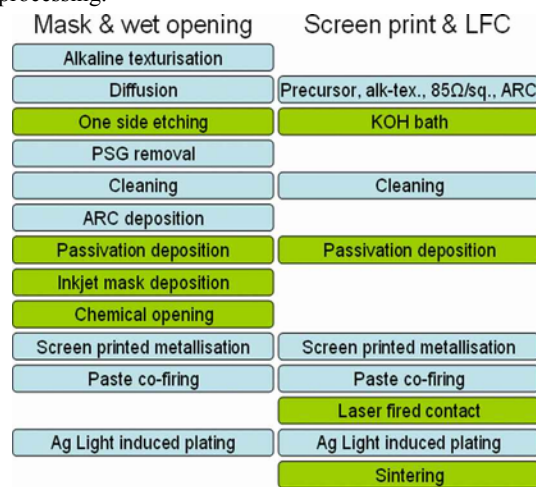 processing.
Mask & wet opening Screen print & LFC
Alkaline texturisation
Diffusion Precursor, alk-tex., 85Ω/sq., ARC
One side etching KOH bath
PSG removal
Cleaning Cleaning
ARC deposition
Passivation deposition Passivation deposition
Inkjet mask deposition
Chemical opening
Screen printed metallisation Screen printed metallisation
Paste co-firing Paste co-firing
Laser fired contact
Ag Light induced plating Ag Light induced plating
Sintering